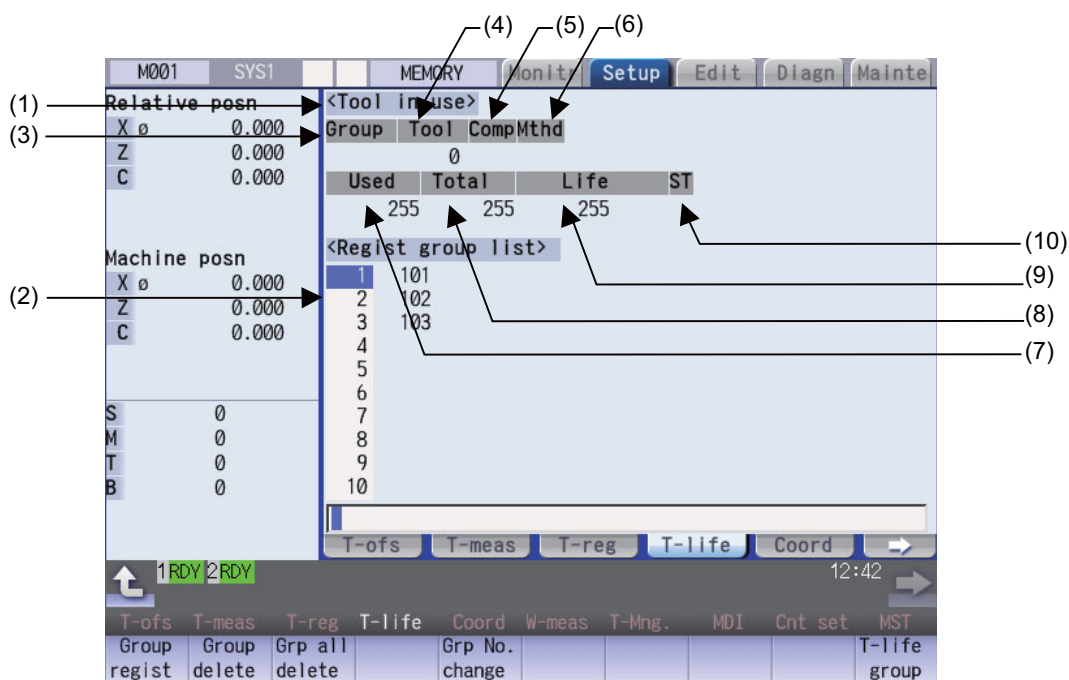 (4) (5) (6)
M001 SYS1 MEMORY Monitr Setup Edit Diagn Mainte
(1) Relative posn <Tool in use>
(3) X ø 0.000 Group Tool Comp Mthd
Z 0.000 0
C 0.000 Used Total Life ST
255 255 255
Machine posn <Regist group list> (10)
X ø 0.000 1 101 (9)
(2) Z 0.000 2 102
C 0.000 3 103 (8)
4 (7)
5
6
S 0 7
M 0 8
T 0 9
B 0 10
T-ofs T-meas T-reg T-life Coord
1 RDY 2 RDY 12:42
T-ofs T-meas T-reg T-life Coord W-meas T-Mng. MDI Cnt set MST
Group Group Grp all Grp No. T-life
regist delete delete change group